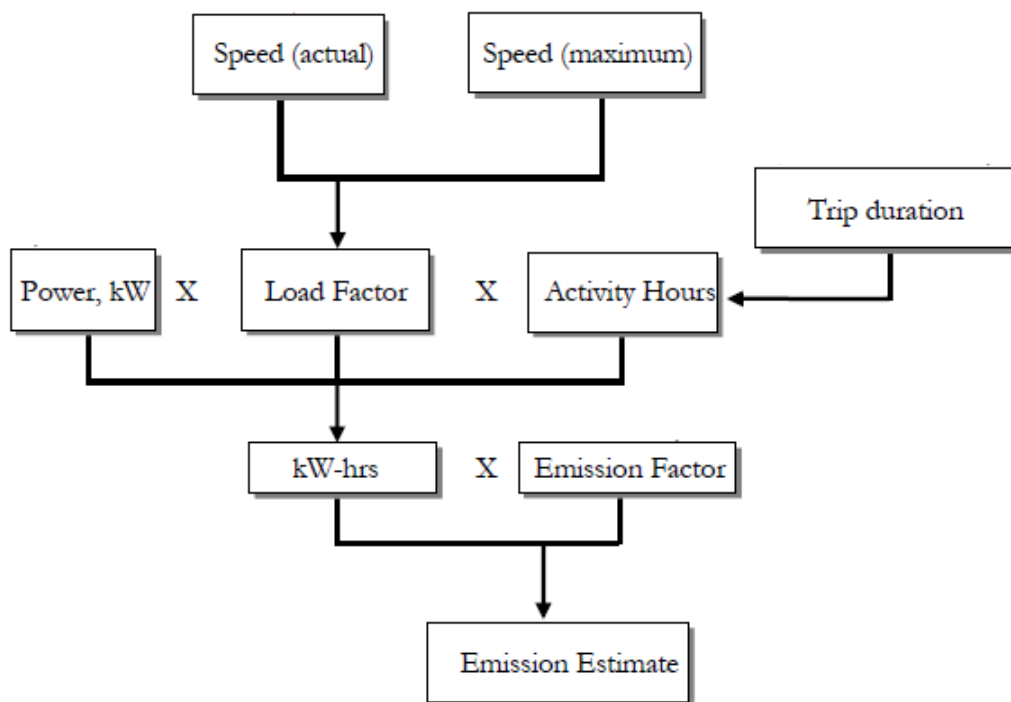 Speed (actual)
Speed (maximum)
Trip duration
Power, kW X Load Factor X Activity Hours
kW-hrs X Emission Factor
Emission Estimate